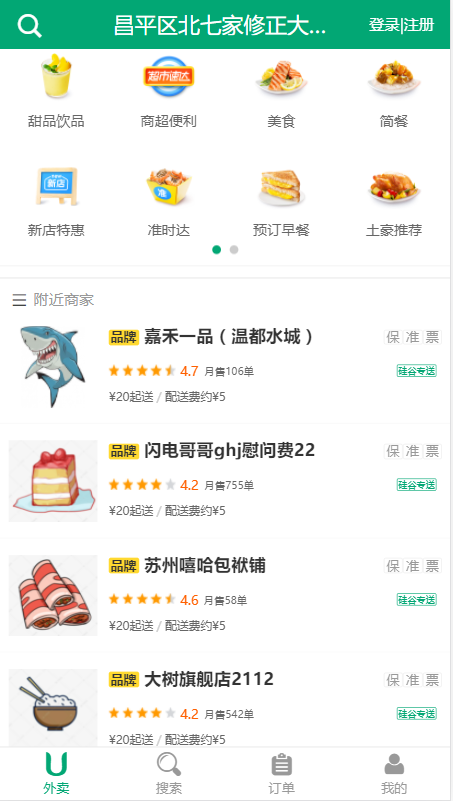 昌平区北七家修正大...
登录|注册
超市速达
甜品饮品
商超便利
美食
简餐
新店
准
新店特惠
准时达
预订早餐
土豪推荐
附近商家
品牌 嘉禾一品（温都水城） 保 准 票
4.7 月售106单 硅谷专送
¥20起送 / 配送费约¥5
品牌 闪电哥哥ghj慰问费22 保 准 票
4.2 月售755单 硅谷专送
¥20起送 / 配送费约¥5
品牌 苏州嘻哈包袱铺 保 准 票
4.6 月售58单 硅谷专送
¥20起送 / 配送费约¥5
品牌 大树旗舰店2112 保 准 票
4.2 月售542单 硅谷专送
¥20起送 / 配送费约¥5
外卖
搜索
订单
我的